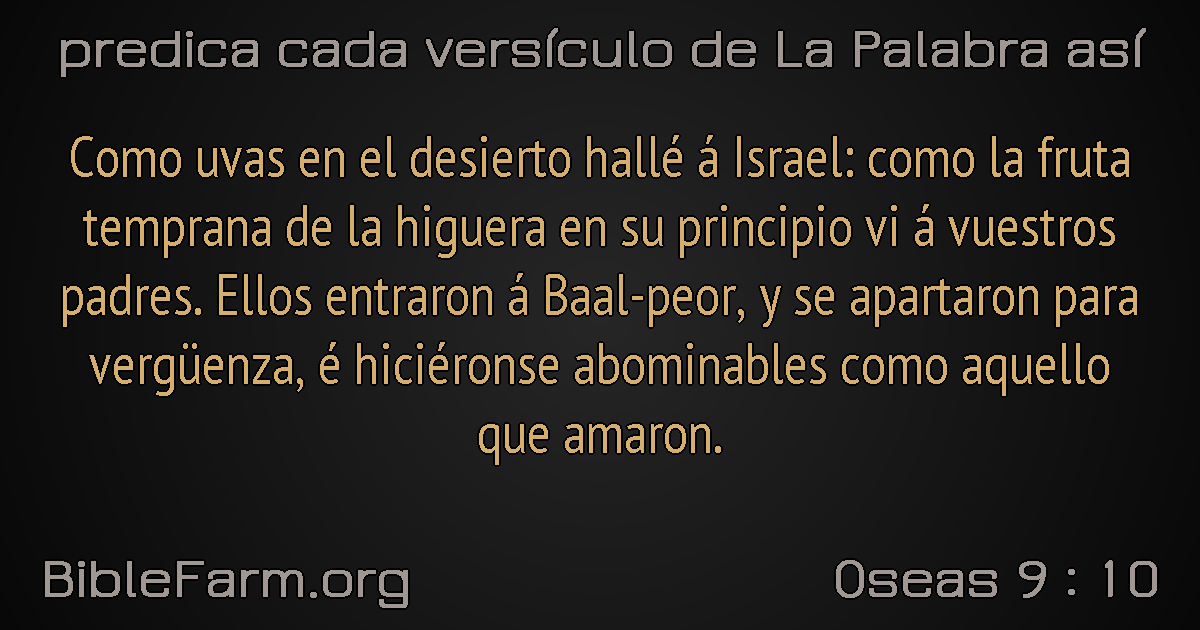 predica cada versículo de La Palabra así
Como uvas en el desierto hallé á Israel: como la fruta
temprana de la higuera en su principio vi á vuestros
padres. Ellos entraron á Baal-peor, y se apartaron para
vergüenza, é hiciéronse abominables como aquello
que amaron.
BibleFarm.org
Oseas 9 : 10